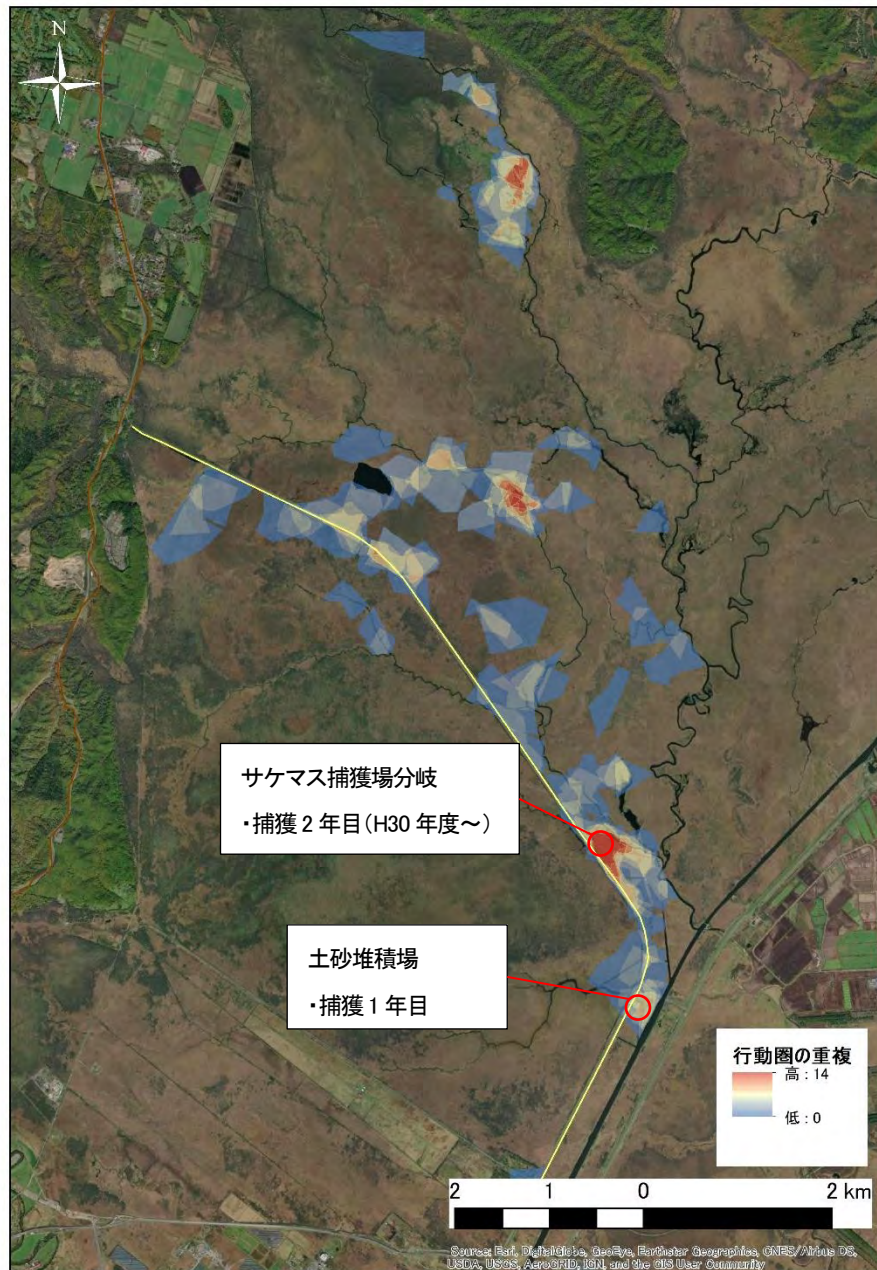 N
サケマス捕獲場分岐
・捕獲2年目(H30年度～)
土砂堆積場
・捕獲1年目
行動圏の重複
高:14
低:0
2 1 0 2 km
Source: Esri, DigitalGlobe, GeoEye, Earthstar Geographics, CNES/Airbus DS,
USDA, USGS, AeroGRID, IGN, and the GIS User Community